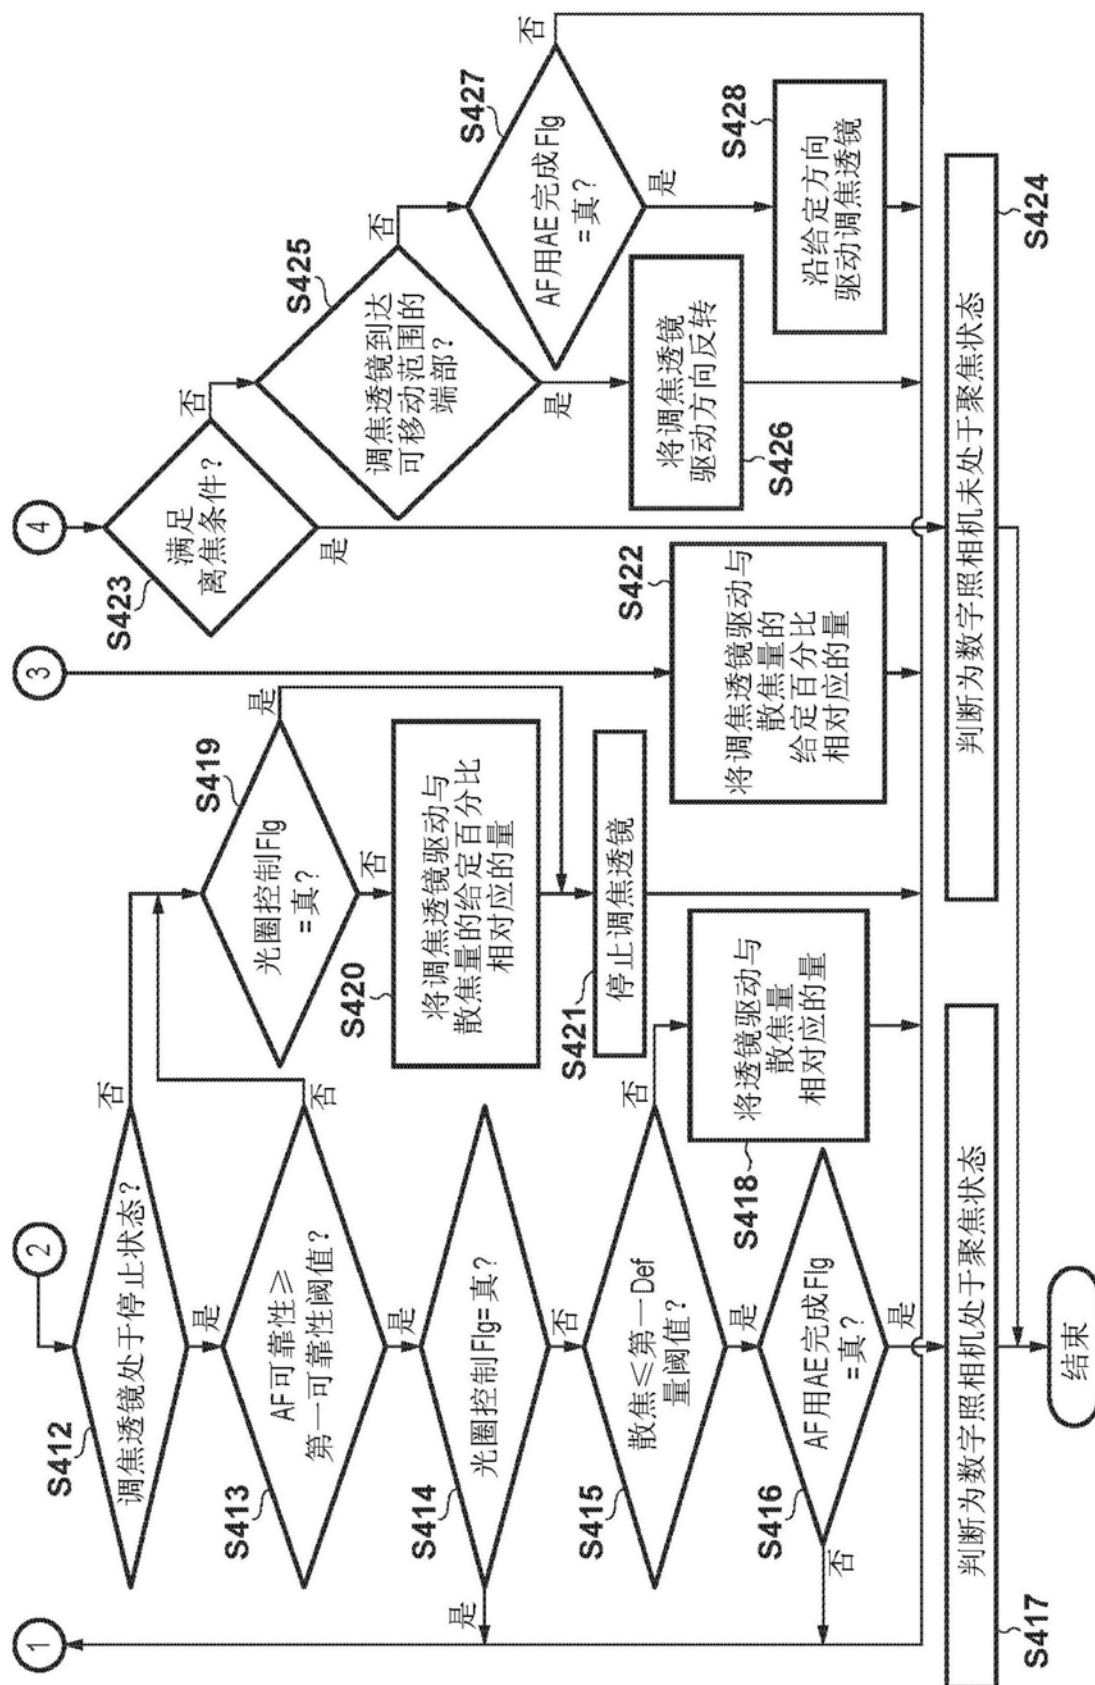 1
2
3
4
S412
调焦透镜处于停止状态?
否
是
S413
AF可靠性≥
第一可靠性阈值?
否
是
S414
光圈控制Flg=真?
是
否
S415
散焦≤第一Def
量阈值?
否
是
S416
AF用AE完成Flg
=真?
否
是
S417
判断为数字照相机处于聚焦状态
S418
将透镜驱动与
散焦量
相对应的量
S419
光圈控制Flg
=真?
是
否
S420
将调焦透镜驱动与
散焦量的给定百分比
相对应的量
S421
停止调焦透镜
S422
将调焦透镜驱动与
散焦量的
给定百分比
相对应的量
S423
满足
离焦条件?
否
是
S424
判断为数字照相机未处于聚焦状态
S425
调焦透镜到达
可移动范围的
端部?
否
是
S426
将调焦透镜
驱动方向反转
S427
AF用AE完成Flg
=真?
否
是
S428
沿给定方向
驱动调焦透镜
结束